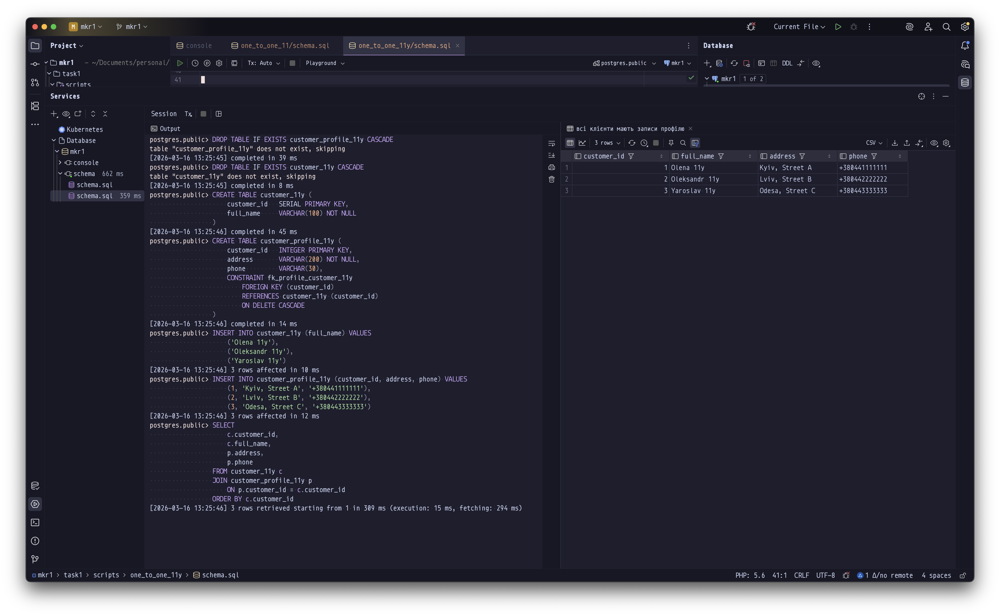 M mkr1 mkr1 Current File
Project
console one_to_one_11/schema.sql one_to_one_11y/schema.sql
Database
mkr1 – ~/Documents/personal/
task1
scripts
Tx: Auto Playground postgres.public mkr1
41
DDL
mkr1 1 of 2
Services
Kubernetes
Database
mkr1
console
schema 662 ms
schema.sql
schema.sql 359 ms
Session Tx
Output
postgres.public> DROP TABLE IF EXISTS customer_profile_11y CASCADE
table "customer_profile_11y" does not exist, skipping
[2026-03-16 13:25:45] completed in 39 ms
postgres.public> DROP TABLE IF EXISTS customer_11y CASCADE
table "customer_11y" does not exist, skipping
[2026-03-16 13:25:45] completed in 8 ms
postgres.public> CREATE TABLE customer_11y (
customer_id SERIAL PRIMARY KEY,
full_name VARCHAR(100) NOT NULL
)
[2026-03-16 13:25:46] completed in 45 ms
postgres.public> CREATE TABLE customer_profile_11y (
customer_id INTEGER PRIMARY KEY,
address VARCHAR(200) NOT NULL,
phone VARCHAR(30),
CONSTRAINT fk_profile_customer_11y
FOREIGN KEY (customer_id)
REFERENCES customer_11y (customer_id)
ON DELETE CASCADE
)
[2026-03-16 13:25:46] completed in 14 ms
postgres.public> INSERT INTO customer_11y (full_name) VALUES
('Olena 11y'),
('Oleksandr 11y'),
('Yaroslav 11y')
[2026-03-16 13:25:46] 3 rows affected in 10 ms
postgres.public> INSERT INTO customer_profile_11y (customer_id, address, phone) VALUES
(1, 'Kyiv, Street A', '+380441111111'),
(2, 'Lviv, Street B', '+380442222222'),
(3, 'Odesa, Street C', '+380443333333')
[2026-03-16 13:25:46] 3 rows affected in 12 ms
postgres.public> SELECT
c.customer_id,
c.full_name,
p.address,
p.phone
FROM customer_11y c
JOIN customer_profile_11y p
ON p.customer_id = c.customer_id
ORDER BY c.customer_id
[2026-03-16 13:25:46] 3 rows retrieved starting from 1 in 309 ms (execution: 15 ms, fetching: 294 ms)
всі клієнти мають записи профілю
3 rows CSV
customer_id full_name address phone
1 1 Olena 11y Kyiv, Street A +380441111111
2 2 Oleksandr 11y Lviv, Street B +380442222222
3 3 Yaroslav 11y Odesa, Street C +380443333333
mkr1 > task1 > scripts > one_to_one_11y > schema.sql
PHP: 5.6 41:1 CRLF UTF-8 1 Δ/no remote 4 spaces